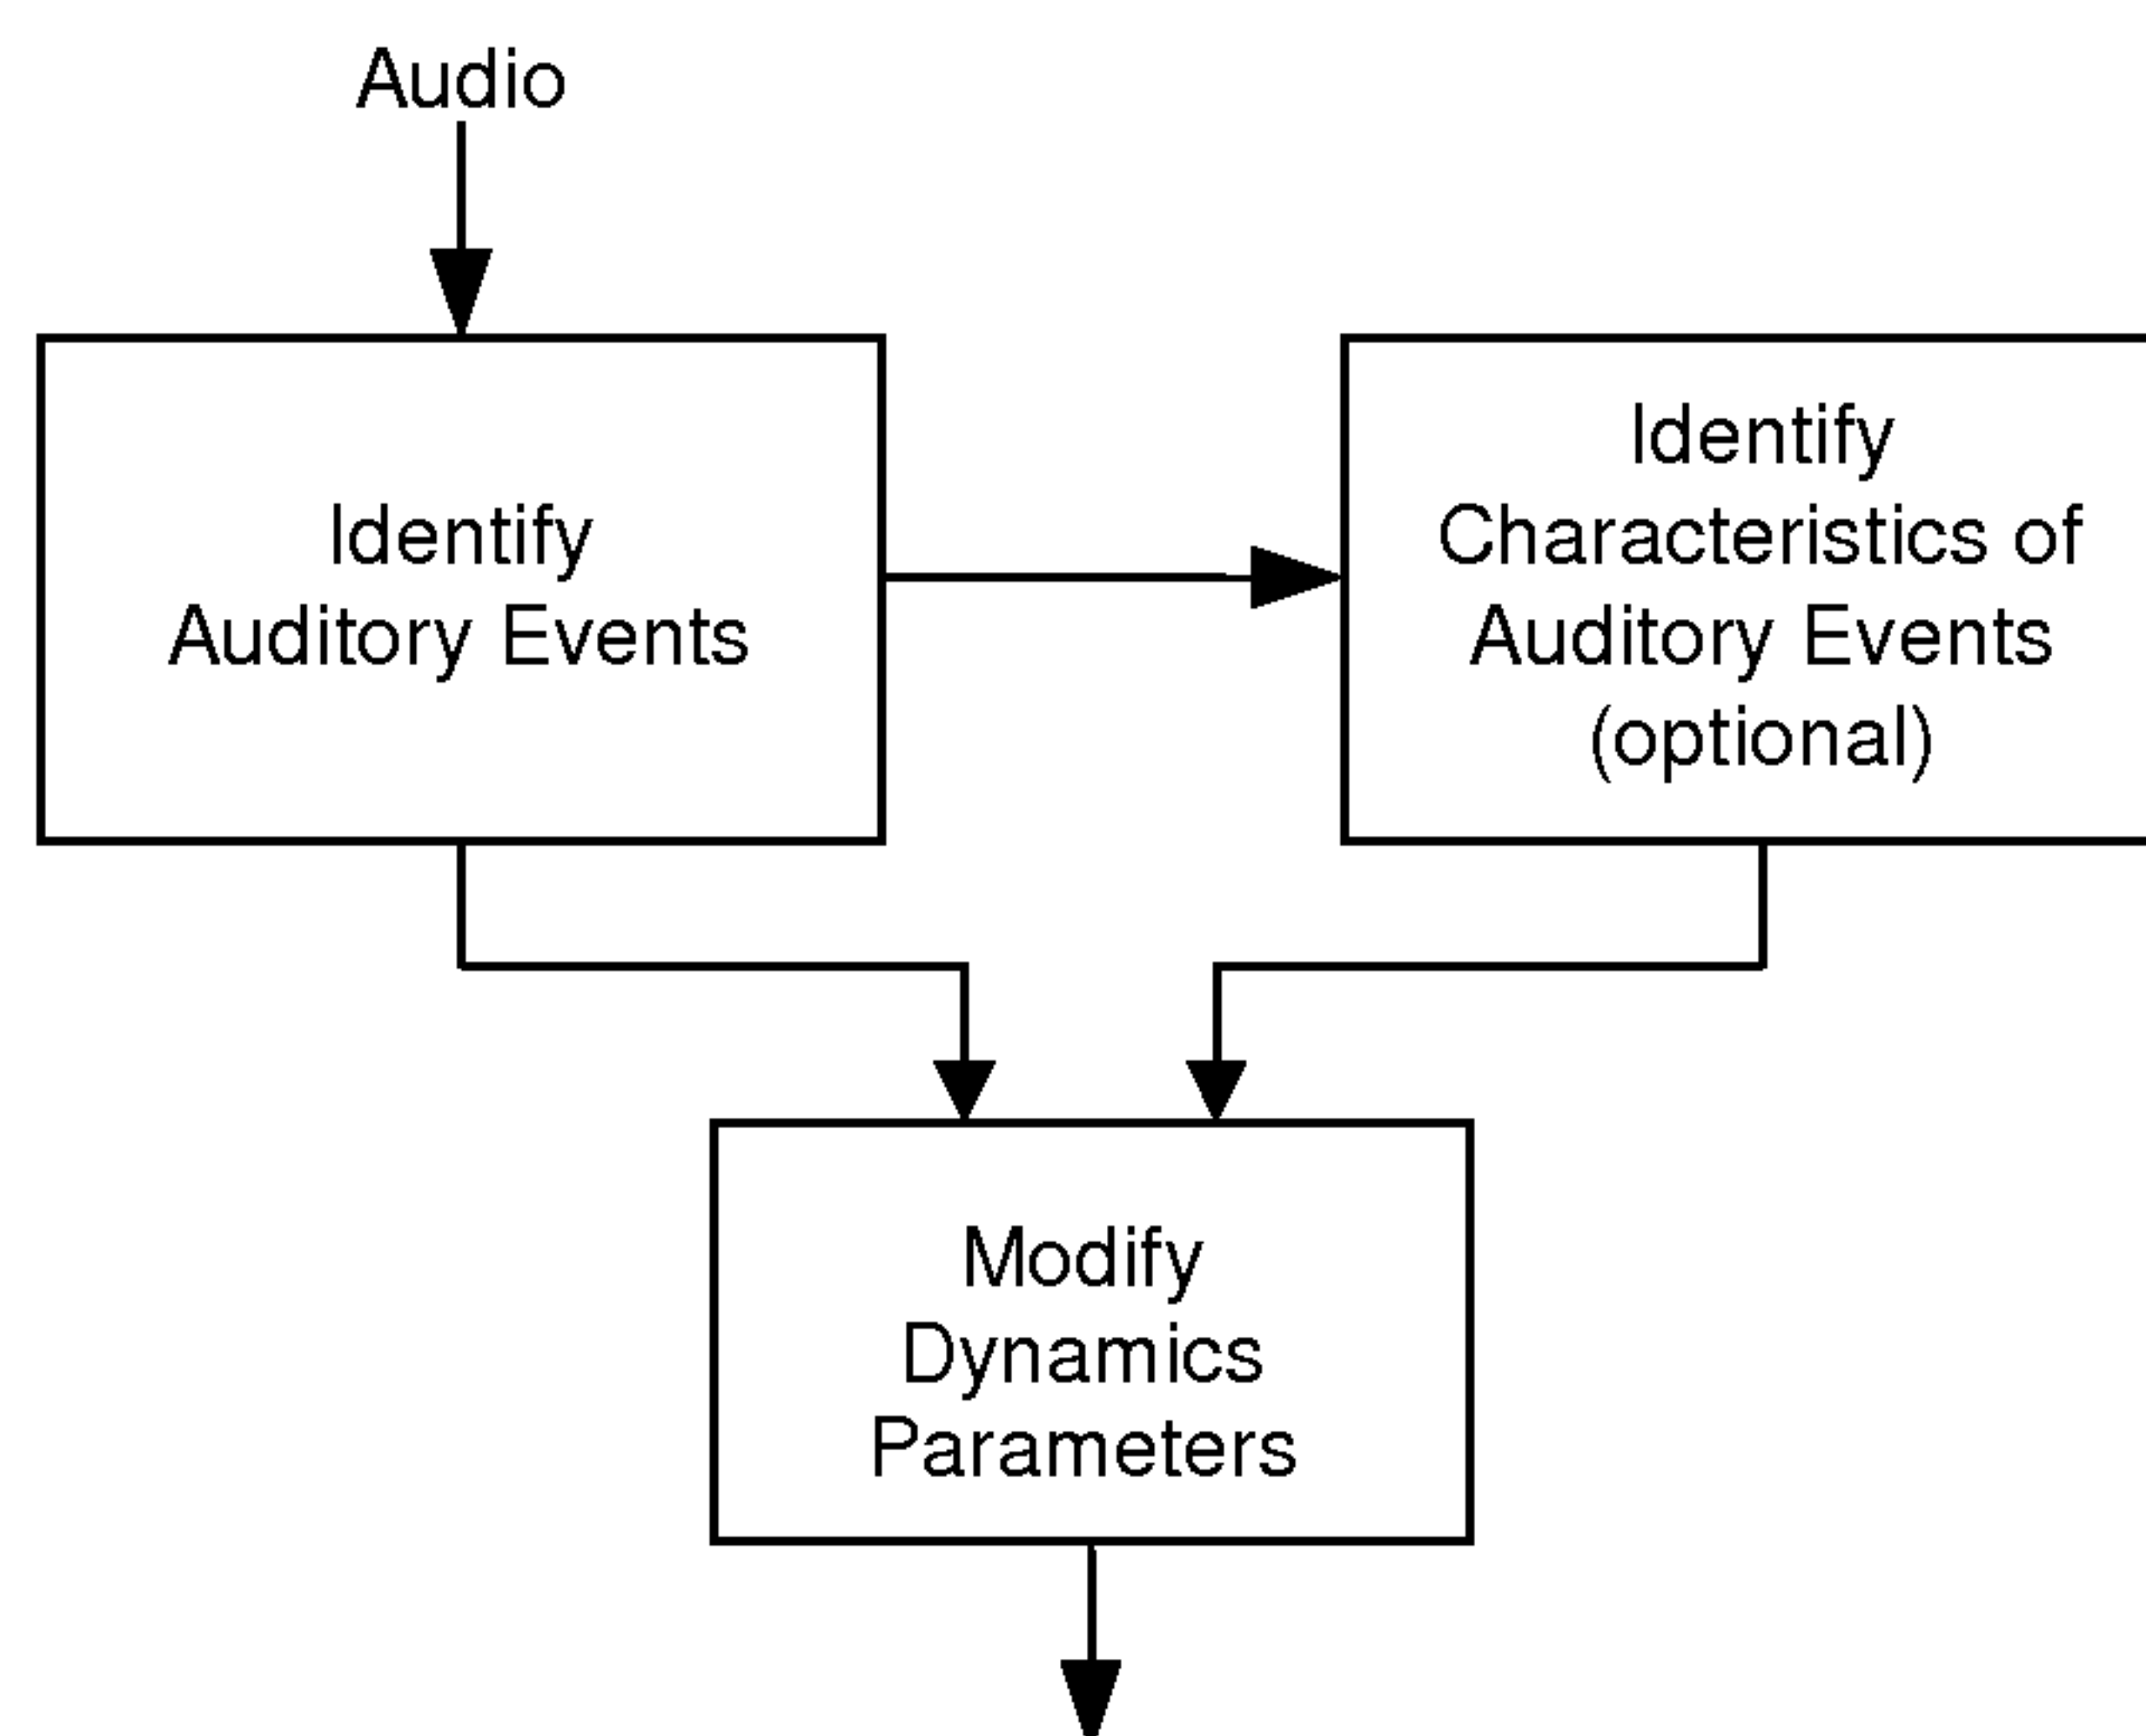 Audio
Identify
Auditory Events
Identify
Characteristics of
Auditory Events
(optional)
Modify
Dynamics
Parameters